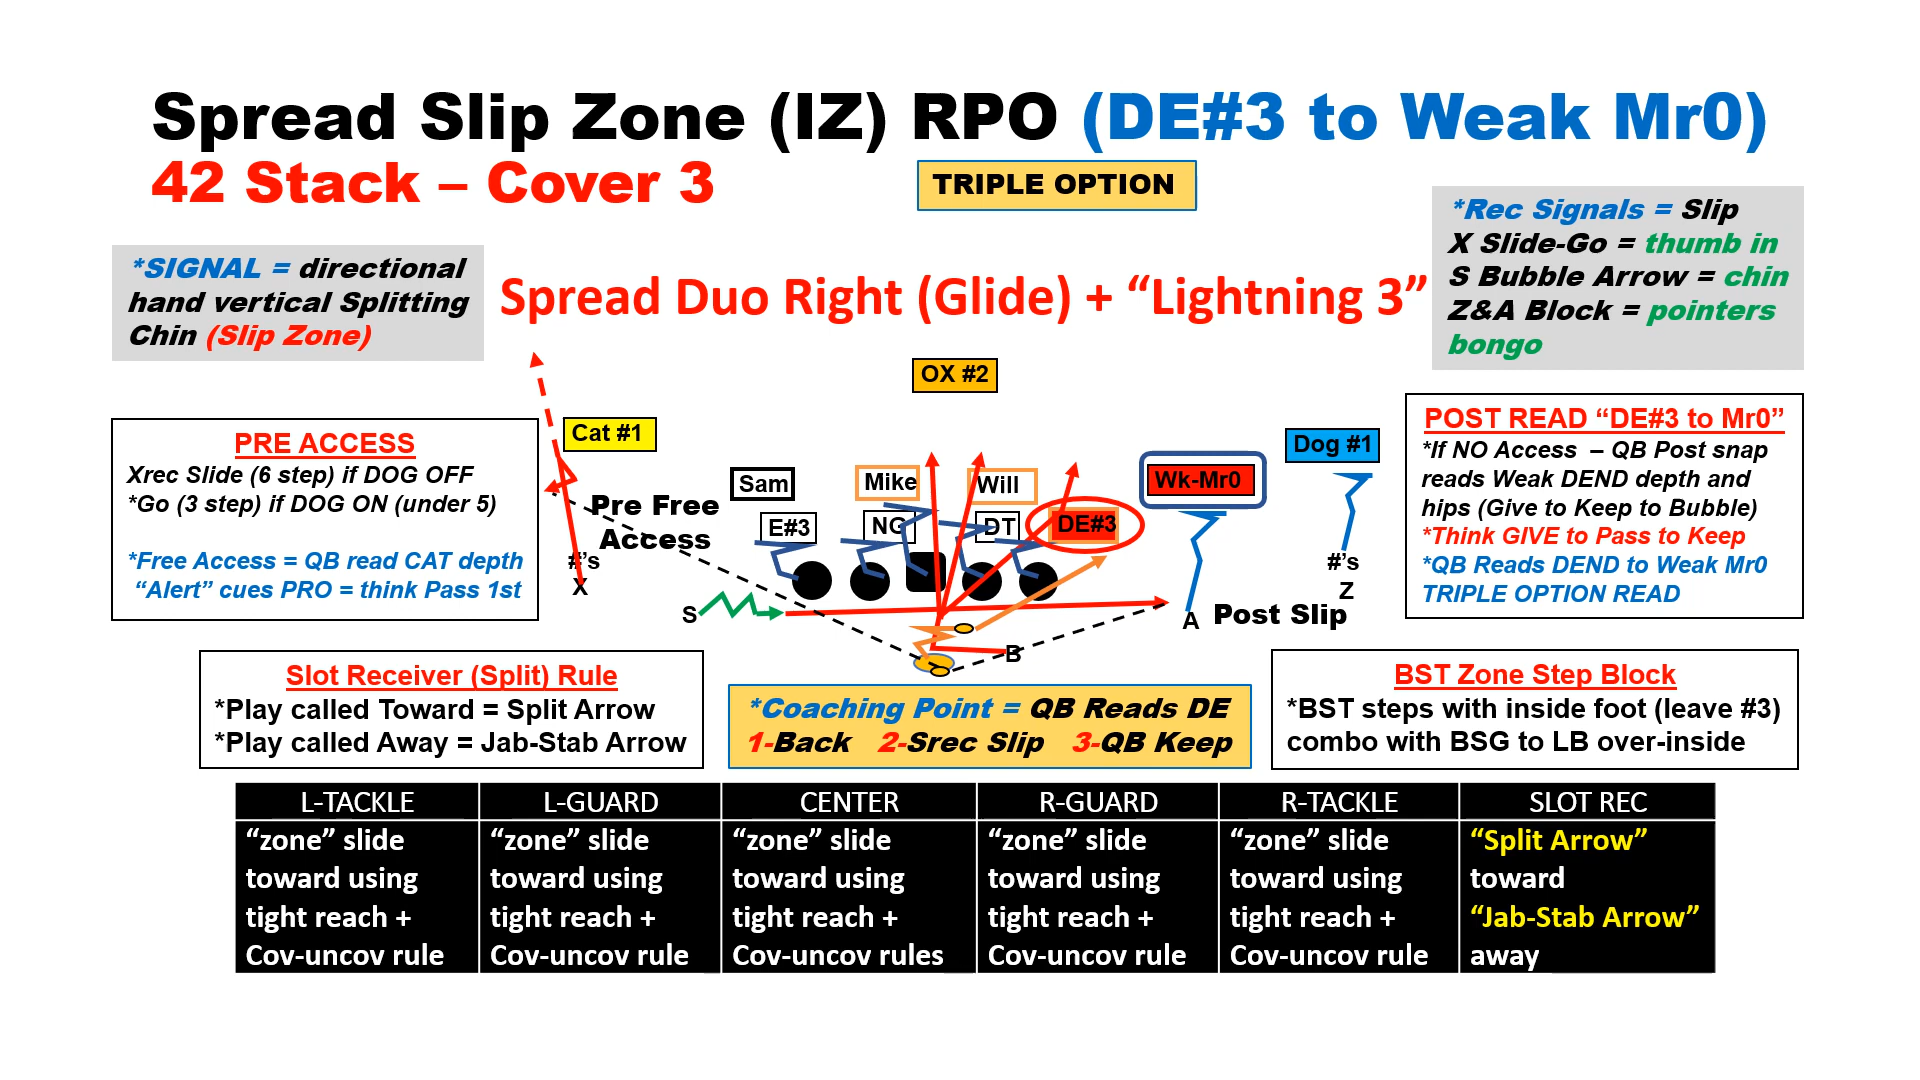 Spread Slip Zone (IZ) RPO (DE#3 to Weak Mr0)
42 Stack – Cover 3
TRIPLE OPTION
*SIGNAL = directional
hand vertical Splitting
Chin (Slip Zone)
Spread Duo Right (Glide) + “Lightning 3”
*Rec Signals = Slip
X Slide-Go = thumb in
S Bubble Arrow = chin
Z&A Block = pointers
bongo
OX #2
Cat #1
Dog #1
PRE ACCESS
Xrec Slide (6 step) if DOG OFF
*Go (3 step) if DOG ON (under 5)
*Free Access = QB read CAT depth
“Alert” cues PRO = think Pass 1st
POST READ “DE#3 to Mr0”
*If NO Access – QB Post snap
reads Weak DEND depth and
hips (Give to Keep to Bubble)
*Think GIVE to Pass to Keep
*QB Reads DEND to Weak Mr0
TRIPLE OPTION READ
Sam
Mike
Will
Wk-Mr0
Pre Free
Access
E#3
NG
DT
DE#3
#’s
X
#’s
Z
S
A
Post Slip
B
Slot Receiver (Split) Rule
*Play called Toward = Split Arrow
*Play called Away = Jab-Stab Arrow
*Coaching Point = QB Reads DE
1-Back 2-Srec Slip 3-QB Keep
BST Zone Step Block
*BST steps with inside foot (leave #3)
combo with BSG to LB over-inside
L-TACKLE L-GUARD CENTER R-GUARD R-TACKLE SLOT REC
“zone” slide “zone” slide “zone” slide “zone” slide “zone” slide “Split Arrow”
toward using toward using toward using toward using toward using toward
tight reach + tight reach + tight reach + tight reach + tight reach + “Jab-Stab Arrow”
Cov-uncov rule Cov-uncov rule Cov-uncov rules Cov-uncov rule Cov-uncov rule away